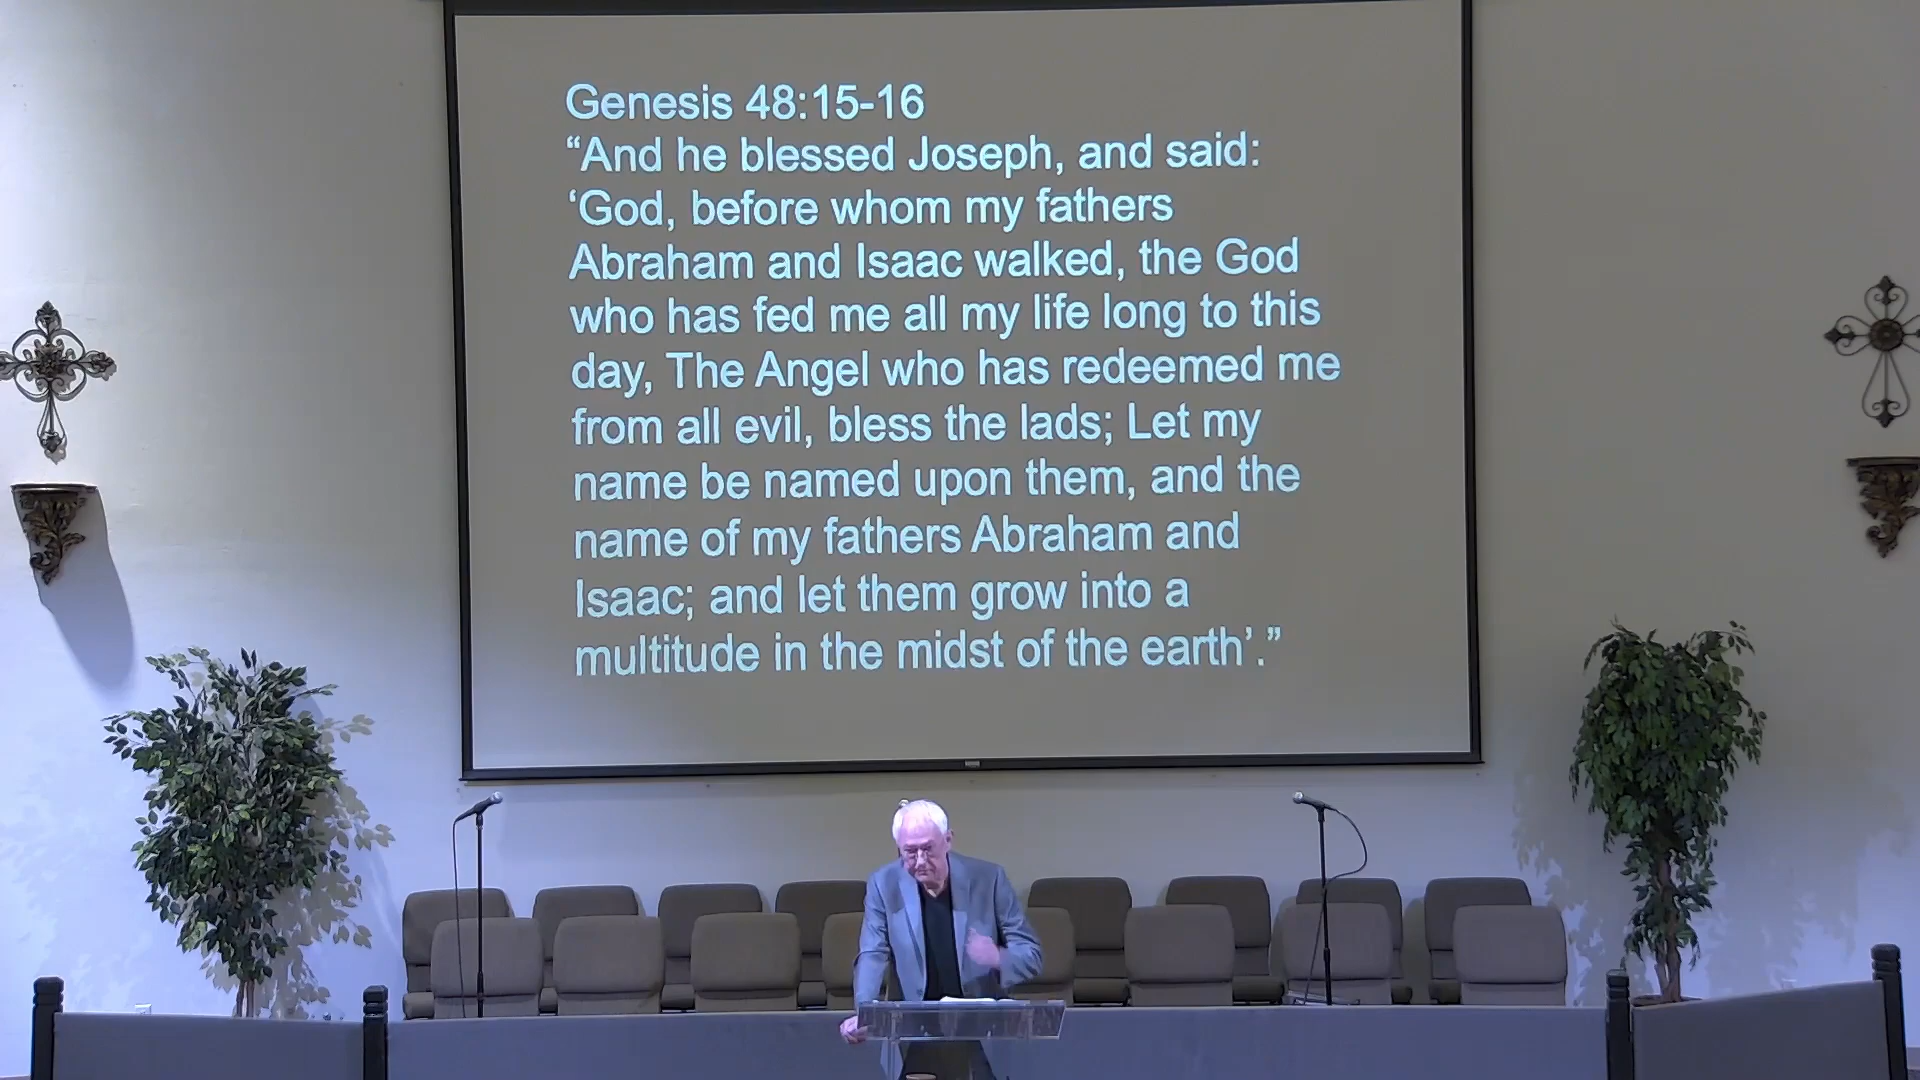 Genesis 48:15-16
“And he blessed Joseph, and said:
‘God, before whom my fathers
Abraham and Isaac walked, the God
who has fed me all my life long to this
day, The Angel who has redeemed me
from all evil, bless the lads; Let my
name be named upon them, and the
name of my fathers Abraham and
Isaac; and let them grow into a
multitude in the midst of the earth’.”